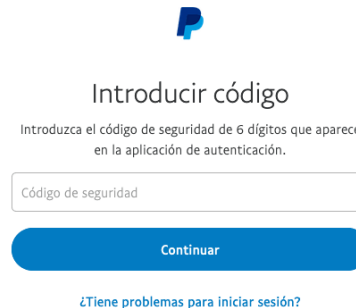 Introducir código
Introduzca el código de seguridad de 6 dígitos que aparece
en la aplicación de autenticación.
Código de seguridad
Continuar
¿Tiene problemas para iniciar sesión?